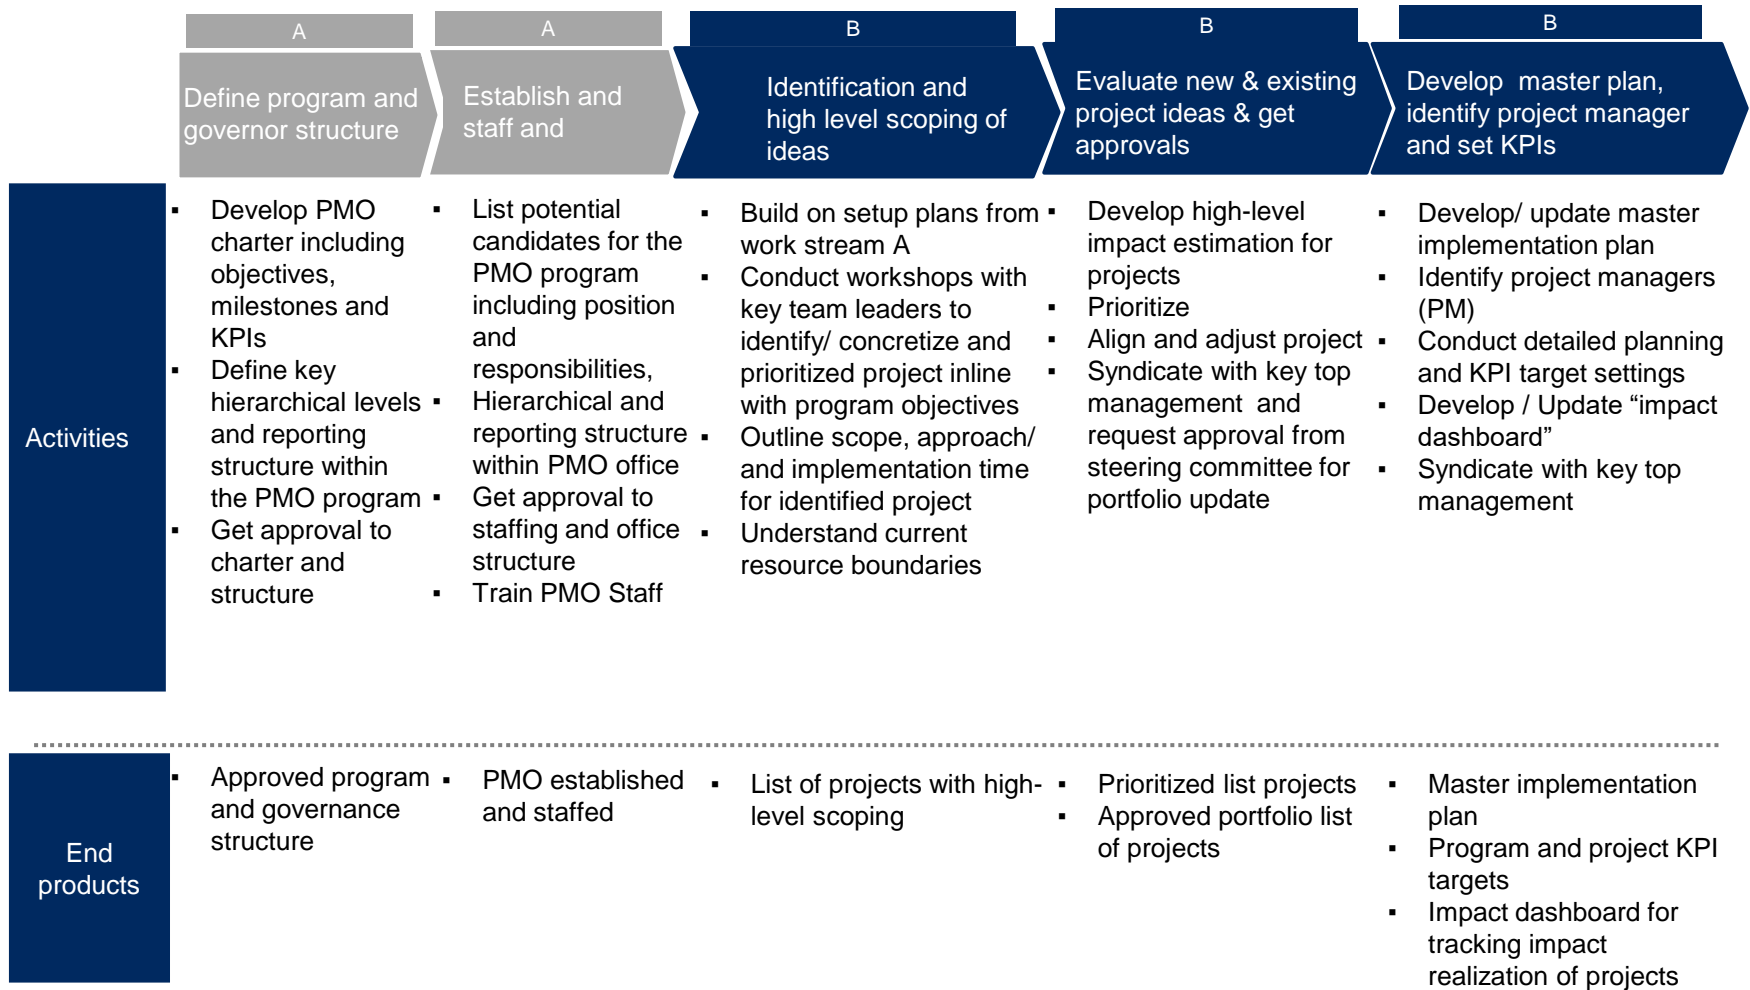 A
A
B
B
B
Define program and
governor structure
Establish and
staff and
Identification and
high level scoping of
ideas
Evaluate new & existing
project ideas & get
approvals
Develop master plan,
identify project manager
and set KPIs
Activities
▪ Develop PMO
charter including
objectives,
milestones and
KPIs
▪ Define key
hierarchical levels
and reporting
structure within
the PMO program
▪ Get approval to
charter and
structure
▪ List potential
candidates for the
PMO program
including position
and
responsibilities,
▪ Hierarchical and
reporting structure
within PMO office
▪ Get approval to
staffing and office
structure
▪ Train PMO Staff
▪ Build on setup plans from
work stream A
▪ Conduct workshops with
key team leaders to
identify/ concretize and
prioritized project inline
with program objectives
▪ Outline scope, approach/
and implementation time
for identified project
▪ Understand current
resource boundaries
▪ Develop high-level
impact estimation for
projects
▪ Prioritize
▪ Align and adjust project
▪ Syndicate with key top
management and
request approval from
steering committee for
portfolio update
▪ Develop/ update master
implementation plan
▪ Identify project managers
(PM)
▪ Conduct detailed planning
and KPI target settings
▪ Develop / Update “impact
dashboard”
▪ Syndicate with key top
management
End
products
▪ Approved program
and governance
structure
▪ PMO established
and staffed
▪ List of projects with high-
level scoping
▪ Prioritized list projects
▪ Approved portfolio list
of projects
▪ Master implementation
plan
▪ Program and project KPI
targets
▪ Impact dashboard for
tracking impact
realization of projects